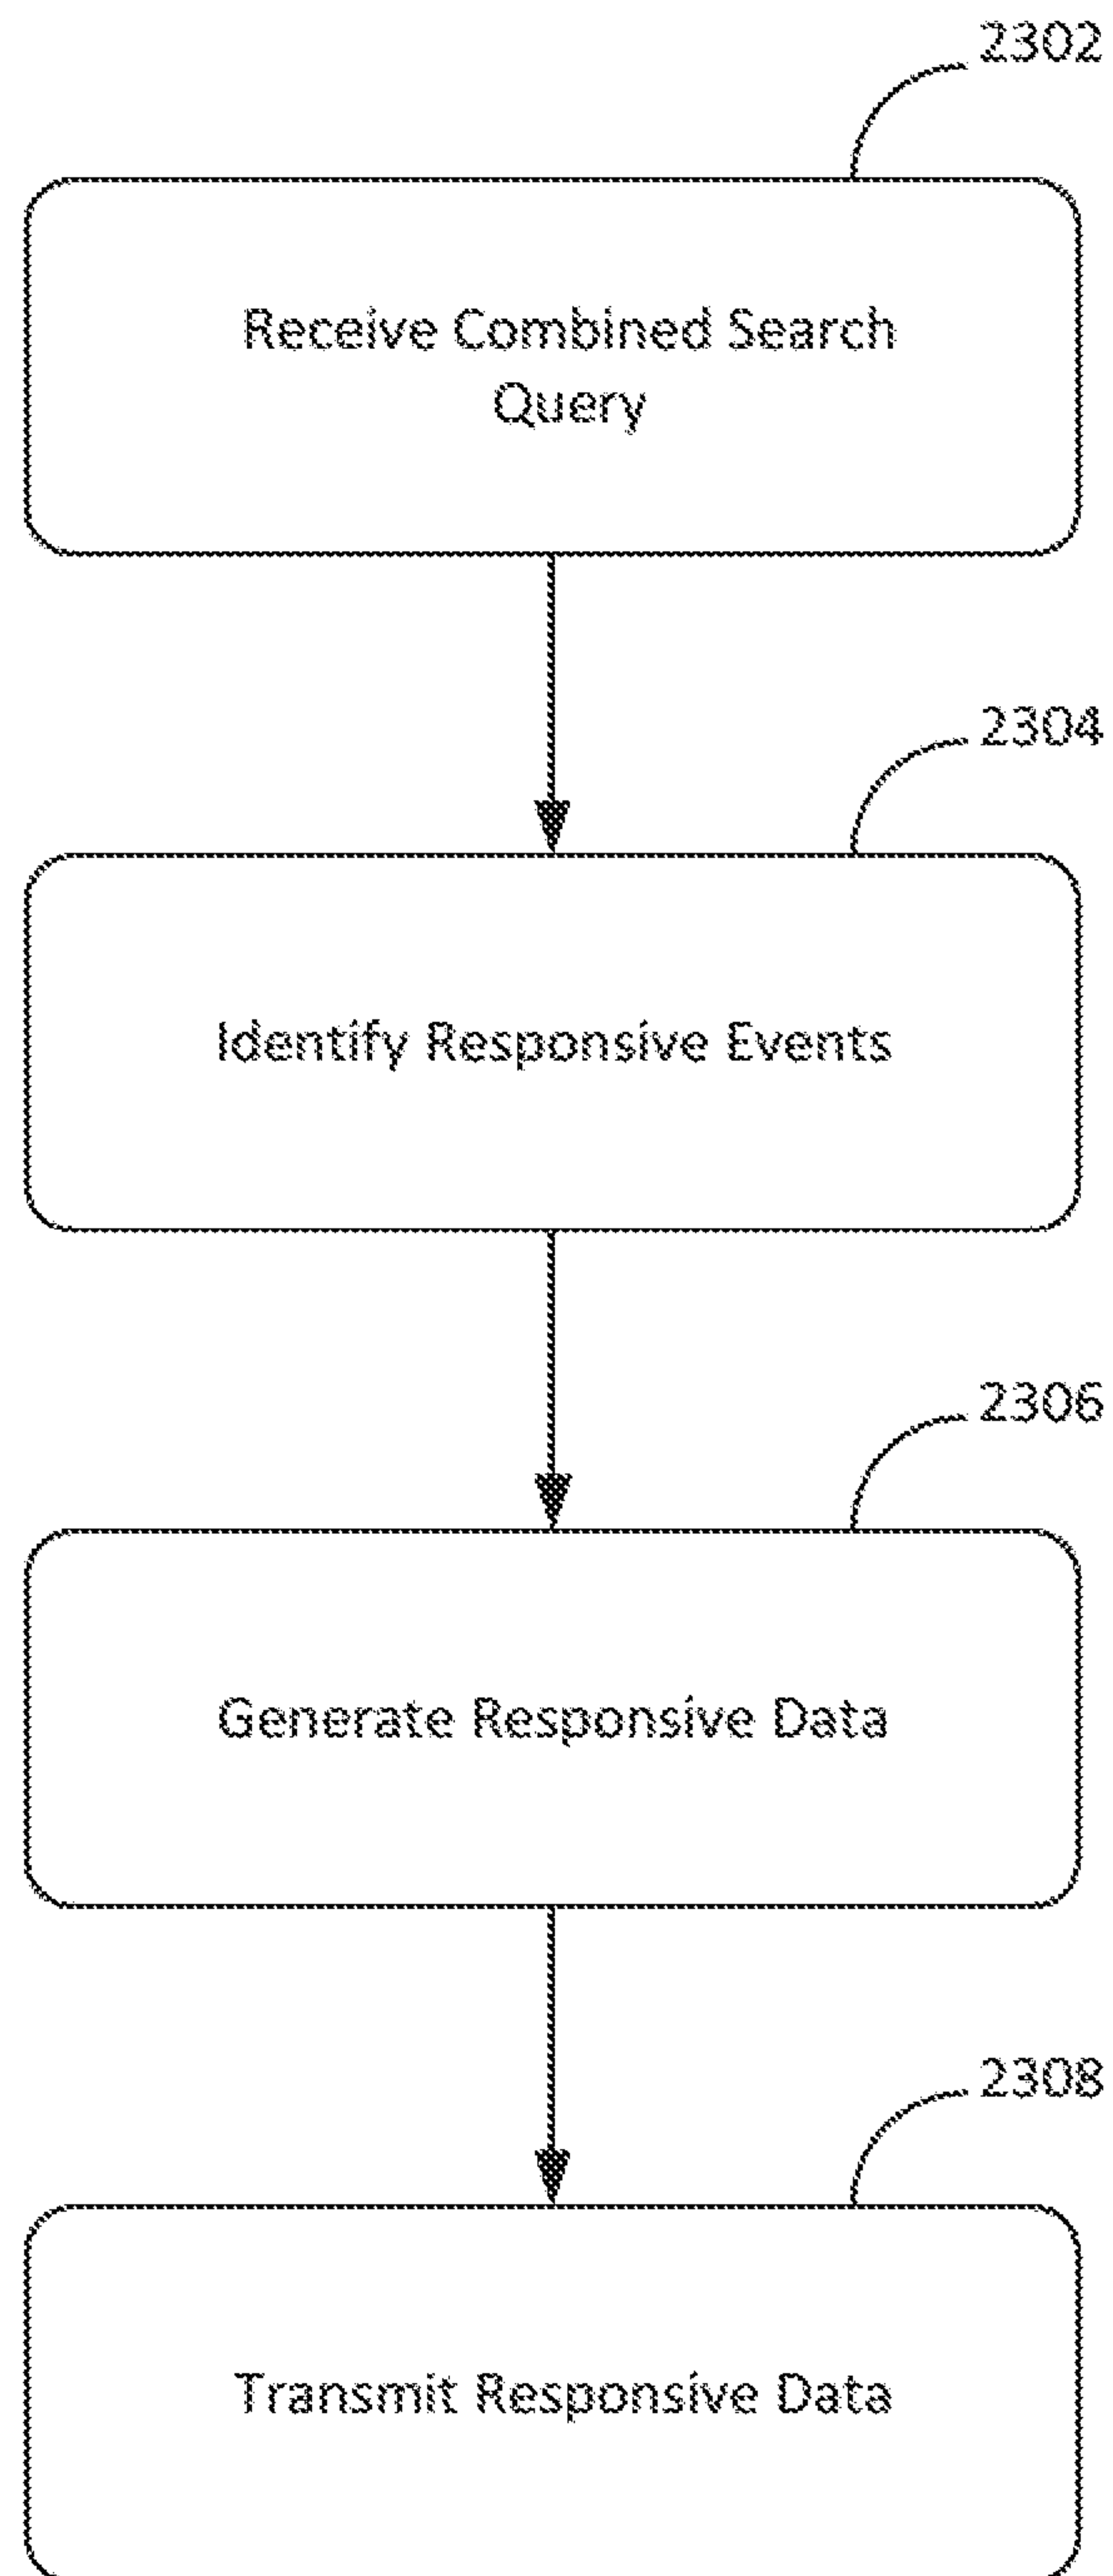 2302
Receive Combined Search
Query
2304
Identify Responsive Events
2306
Generate Responsive Data
2308
Transmit Responsive Data